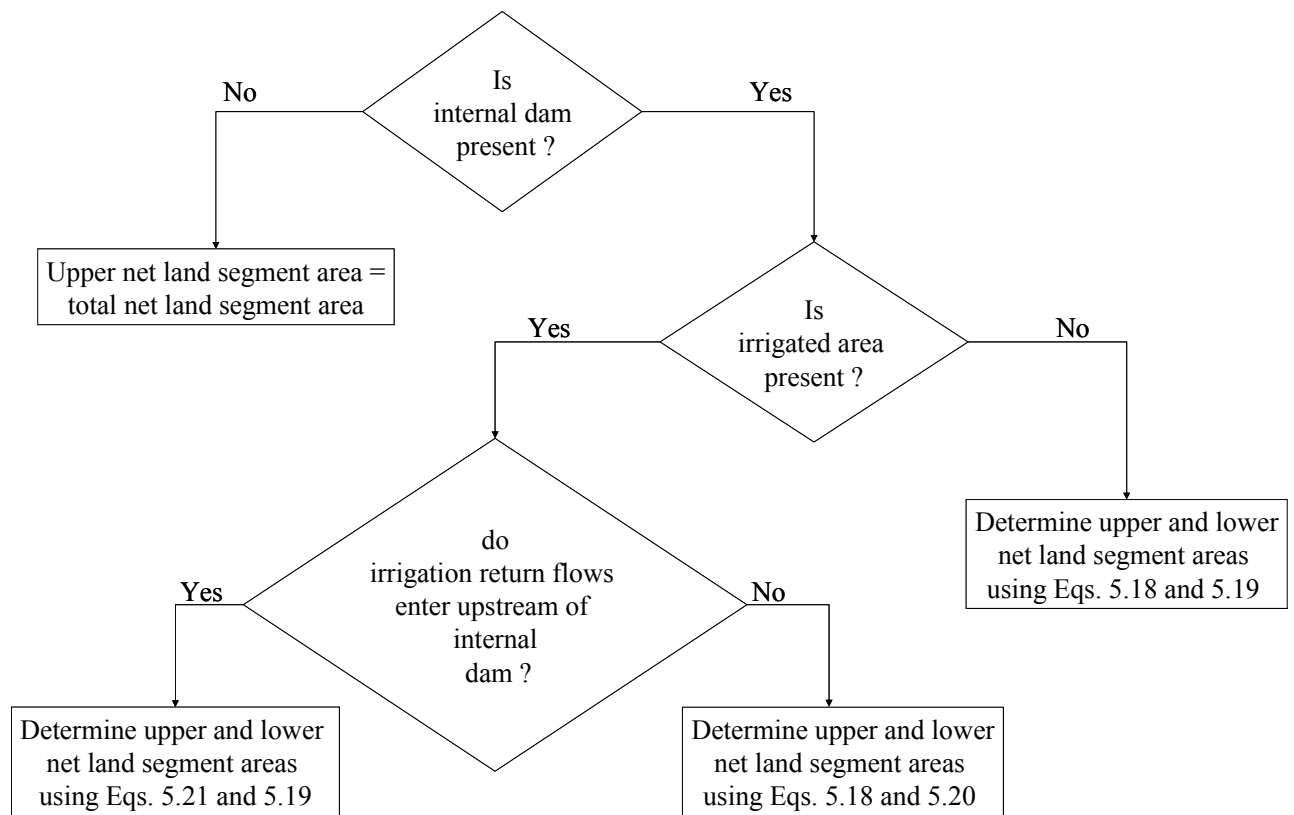 Is
internal dam
present ?
No
Yes
Upper net land segment area =
total net land segment area
Is
irrigated area
present ?
Yes
No
Determine upper and lower
net land segment areas
using Eqs. 5.18 and 5.19
do
irrigation return flows
enter upstream of
internal
dam ?
Yes
No
Determine upper and lower
net land segment areas
using Eqs. 5.21 and 5.19
Determine upper and lower
net land segment areas
using Eqs. 5.18 and 5.20